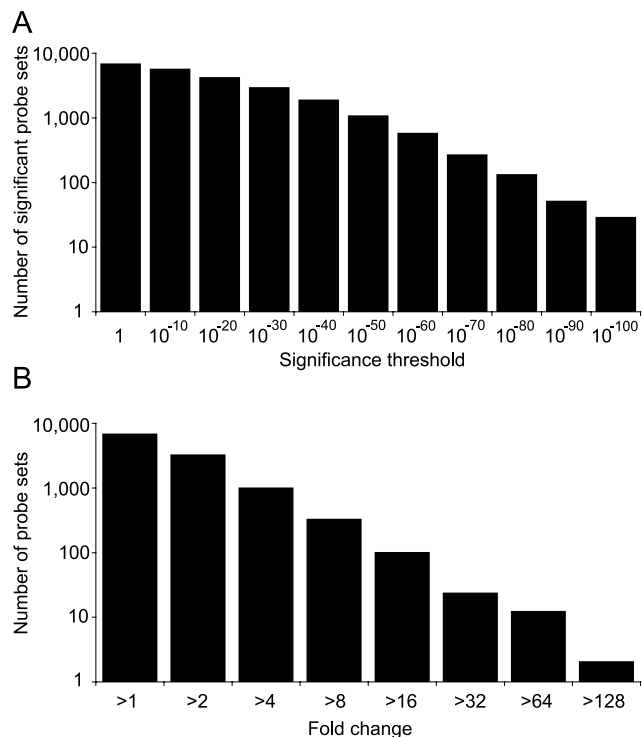 A
Number of significant probe sets
10,000
1,000
100
10
1
1 10-10 10-20 10-30 10-40 10-50 10-60 10-70 10-80 10-90 10-100
Significance threshold
B
Number of probe sets
10,000
1,000
100
10
1
>1 >2 >4 >8 >16 >32 >64 >128
Fold change